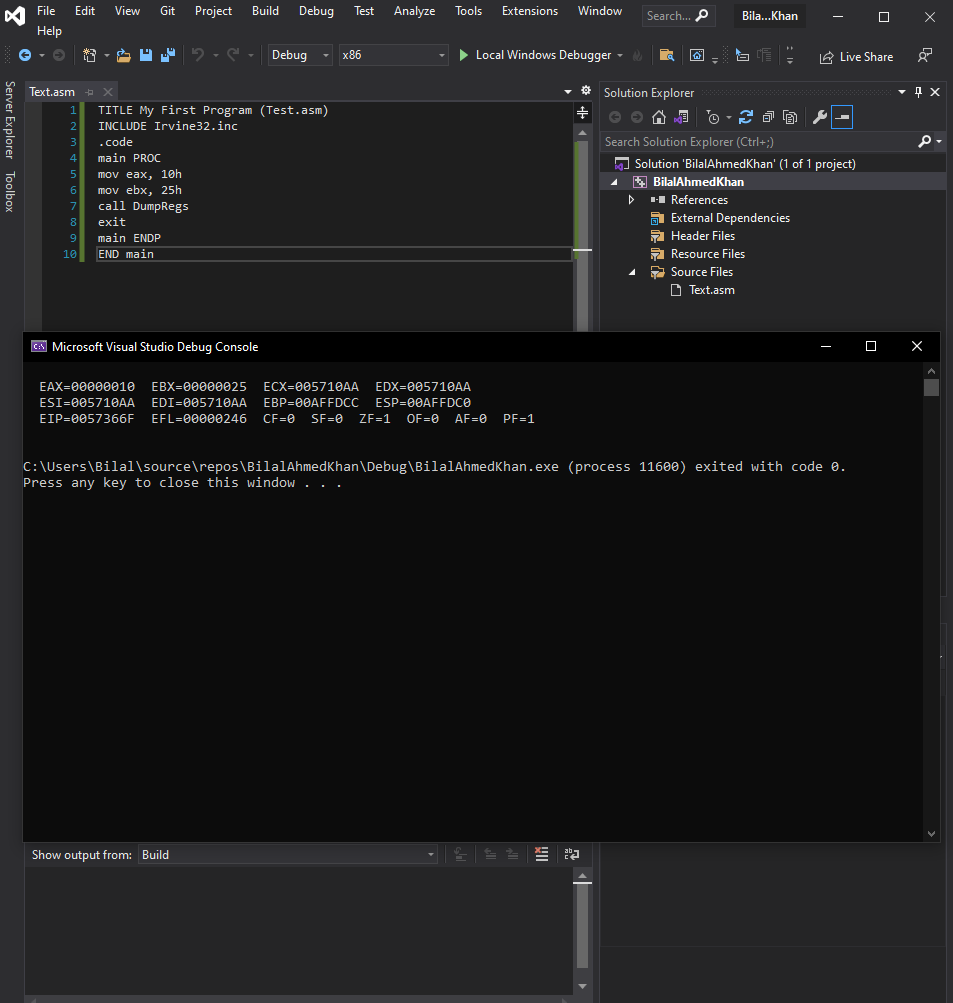 File Edit View Git Project Build Debug Test Analyze Tools Extensions Window Search... Bila...Khan
Help
Debug x86 Local Windows Debugger Live Share
Server Explorer
Toolbox
Text.asm
1 TITLE My First Program (Test.asm)
2 INCLUDE Irvine32.inc
3 .code
4 main PROC
5 mov eax, 10h
6 mov ebx, 25h
7 call DumpRegs
8 exit
9 main ENDP
10 END main
Solution Explorer
Search Solution Explorer (Ctrl+;)
Solution 'BilalAhmedKhan' (1 of 1 project)
BilalAhmedKhan
References
External Dependencies
Header Files
Resource Files
Source Files
Text.asm
Microsoft Visual Studio Debug Console
EAX=00000010 EBX=00000025 ECX=005710AA EDX=005710AA
ESI=005710AA EDI=005710AA EBP=00AFFDCC ESP=00AFFDC0
EIP=0057366F EFL=00000246 CF=0 SF=0 ZF=1 OF=0 AF=0 PF=1
C:\Users\Bilal\source\repos\BilalAhmedKhan\Debug\BilalAhmedKhan.exe (process 11600) exited with code 0.
Press any key to close this window . . .
Show output from: Build